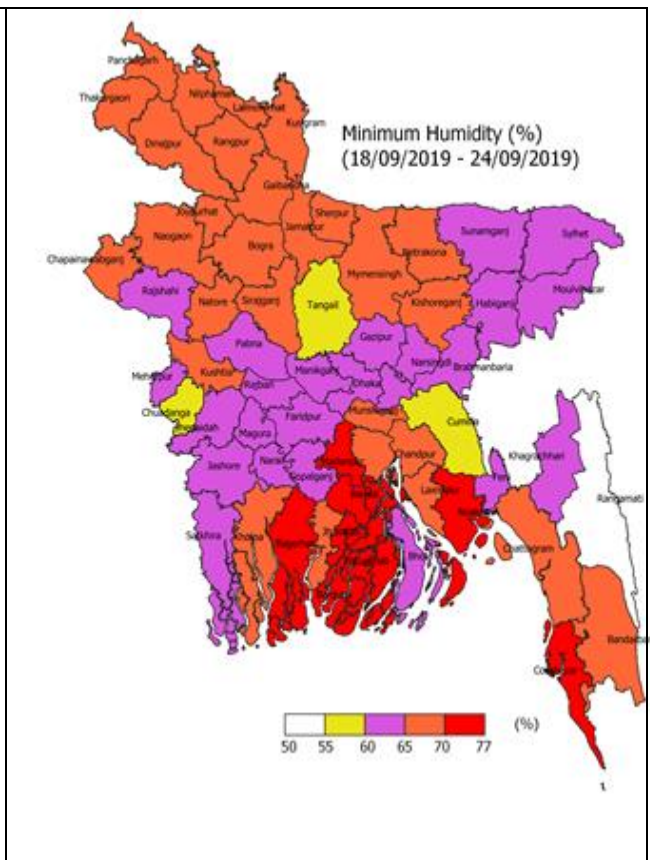 Panchagarh
Thakurgaon
Nilphamari
Lalmonirhat
Kurigram
Minimum Humidity (%)
(18/09/2019 - 24/09/2019)
Dinajpur
Rangpur
Gaibandha
Joypurhat
Sherpur
Jamalpur
Naogaon
Bogra
Netrakona
Sunamganj
Sylhet
Chapainawabganj
Mymensingh
Moulvibazar
Rajshahi
Natore
Sirajganj
Tangail
Kishoreganj
Habiganj
Pabna
Gazipur
Narsingdi
Brahmanbaria
Meherpur
Kushtia
Manikganj
Dhaka
Rajbari
Chuadanga
Faridpur
Cumilla
Magora
Chandpur
Khagrachhari
Jashore
Narail
Gopalganj
Feni
Rangamati
Satkhira
Khulna
Bhola
Chattogram
Bandarban
(%)
50 55 60 65 70 77